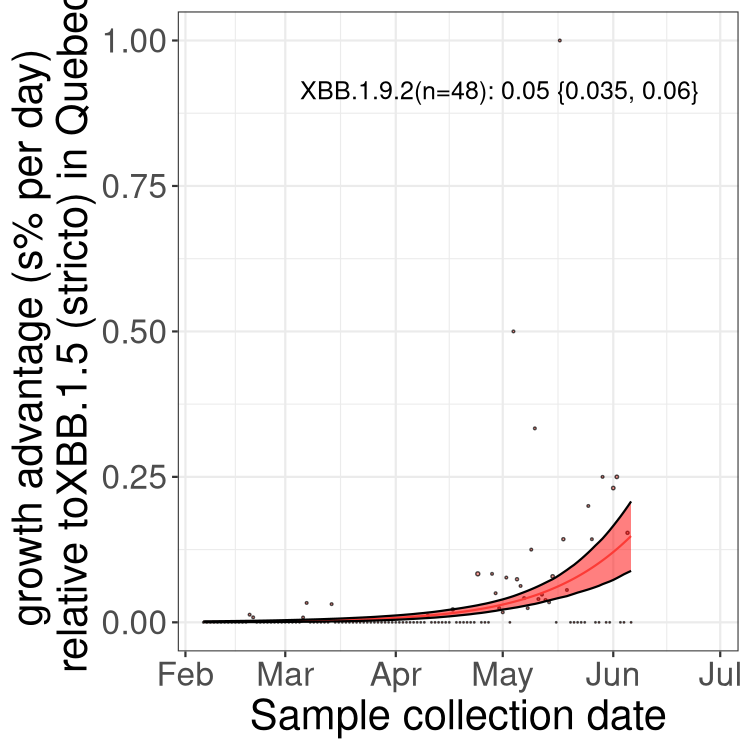 growth advantage (s% per day)
relative toXBB.1.5 (stricto) in Quebec
1.00
0.75
0.50
0.25
0.00
XBB.1.9.2(n=48): 0.05 {0.035, 0.06}
Feb Mar Apr May Jun Jul
Sample collection date